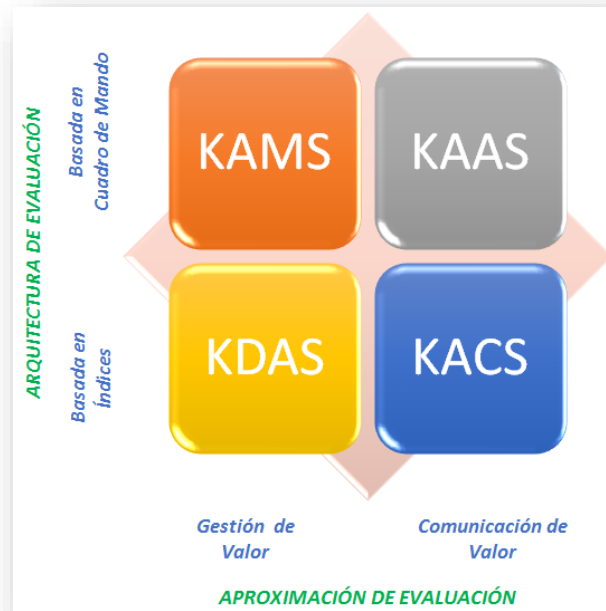 ARQUITECTURA DE EVALUACIÓN
Basada en
Cuadro de Mando
KAMS
KAAS
Basada en
Índices
KDAS
KACS
Gestión de
Valor
Comunicación de
Valor
APROXIMACIÓN DE EVALUACIÓN